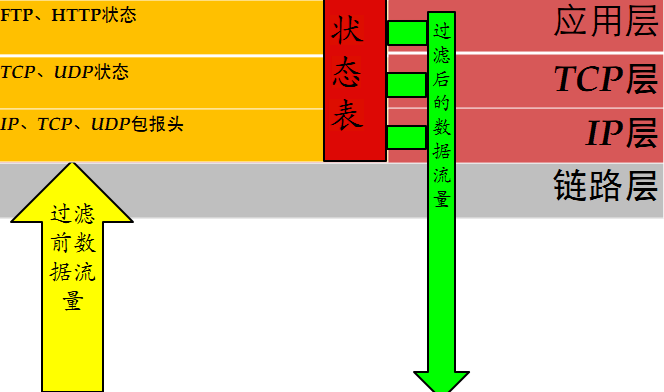 FTP、HTTP状态
TCP、UDP状态
IP、TCP、UDP包报头
状态表
过滤后的数据流量
应用层
TCP层
IP层
链路层
过滤
前数
据流
量